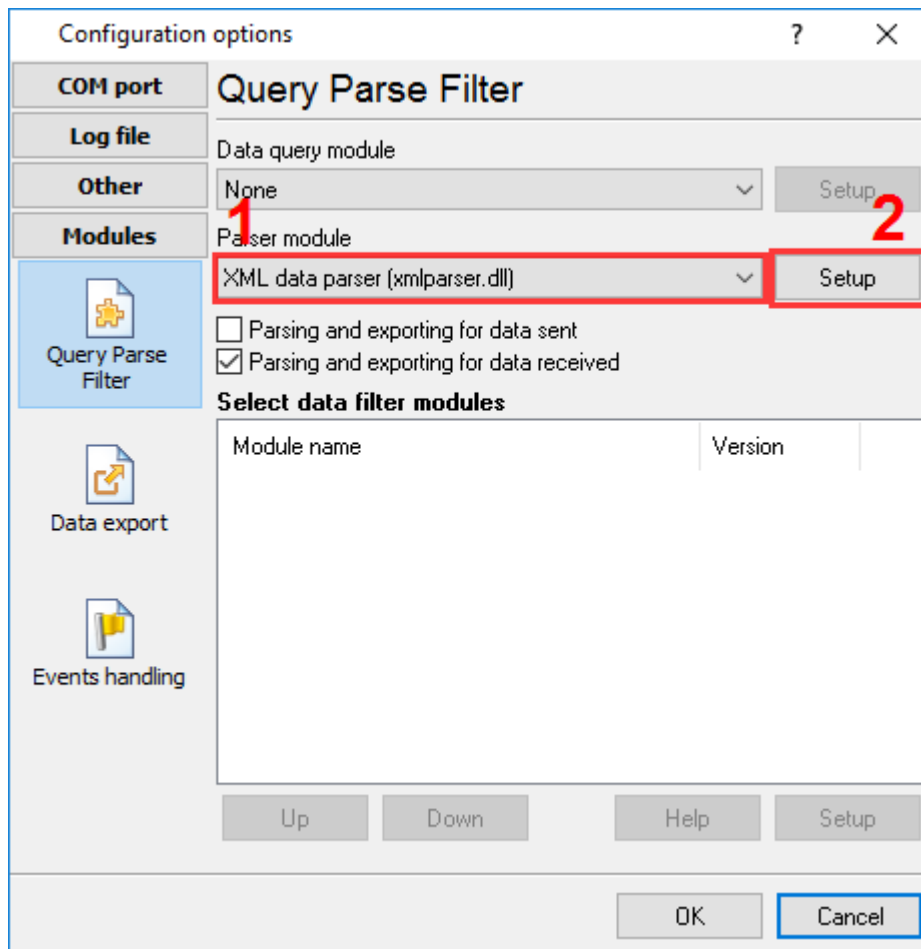 Configuration options
?
COM port
Log file
Other
Modules
Query Parse
Filter
Data export
Events handling
Query Parse Filter
Data query module
None
Setup
1
2
Parser module
XML data parser (xmlparser.dll)
Setup
Parsing and exporting for data sent
Parsing and exporting for data received
Select data filter modules
Module name
Version
Up
Down
Help
Setup
OK
Cancel